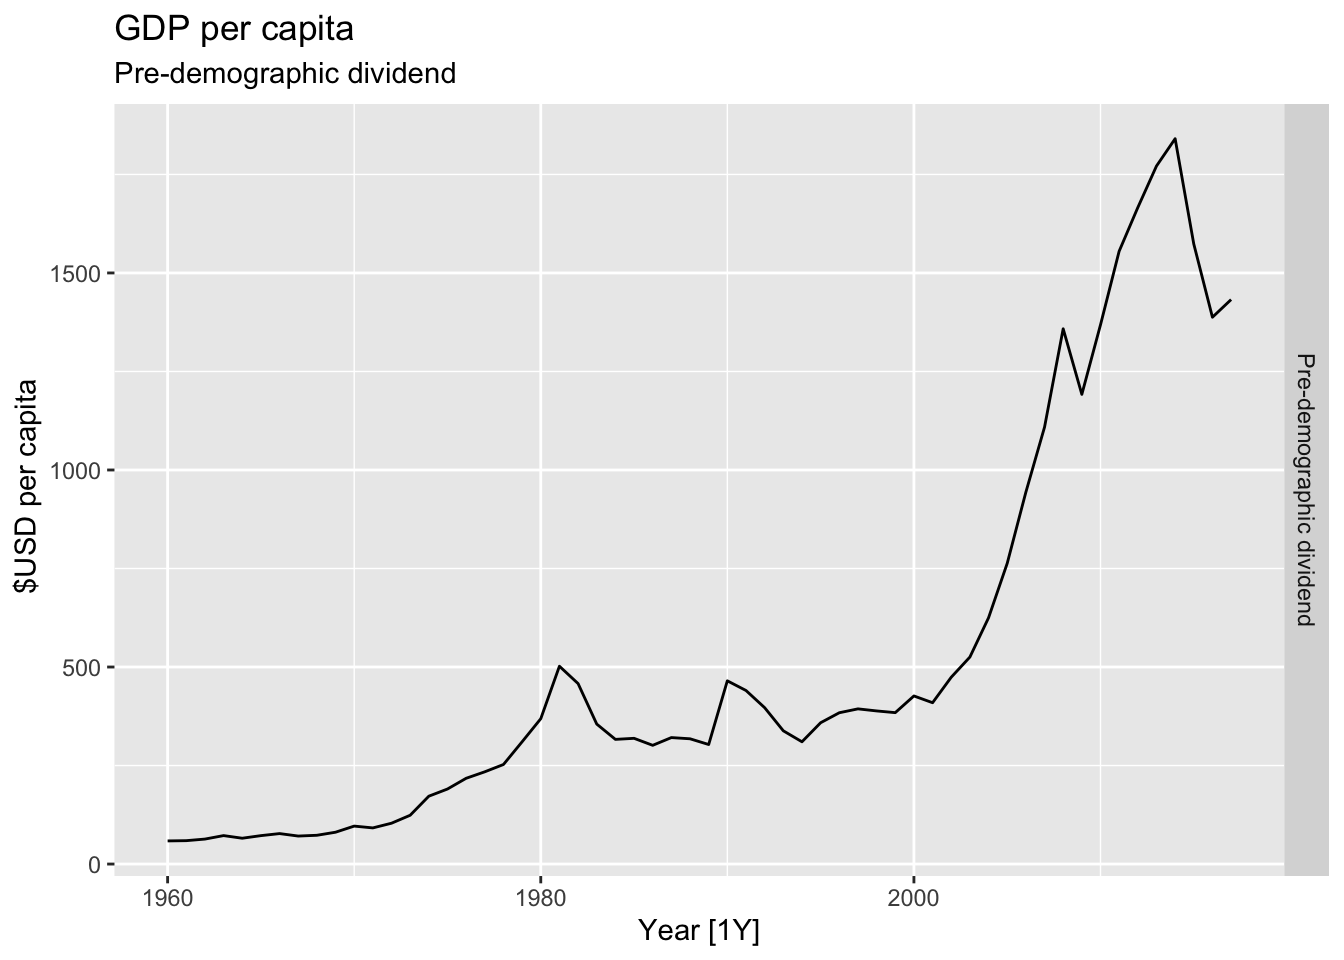 GDP per capita
Pre-demographic dividend
$USD per capita
1500
1000
500
0
1960
1980
2000
Year [1Y]
Pre-demographic dividend